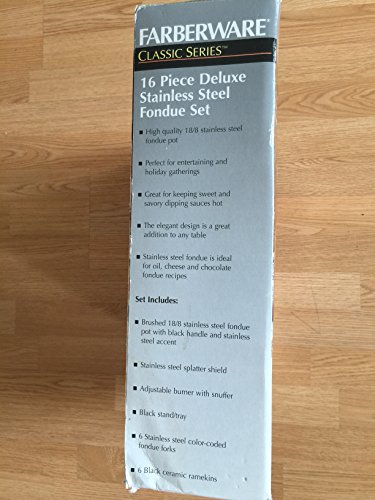 FARBERWARE®
CLASSIC SERIES™
16 Piece Deluxe
Stainless Steel
Fondue Set
■ High quality 18/8 stainless steel
fondue pot
■ Perfect for entertaining and
holiday gatherings
■ Great for keeping sweet and
savory dipping sauces hot
■ The elegant design is a great
addition to any table
■ Stainless steel fondue is ideal
for oil, cheese and chocolate
fondue recipes
Set Includes:
■ Brushed 18/8 stainless steel fondue
pot with black handle and stainless
steel accent
■ Stainless steel splatter shield
■ Adjustable burner with snuffer
■ Black stand/tray
■ 6 Stainless steel color-coded
fondue forks
■ 6 Black ceramic ramekins